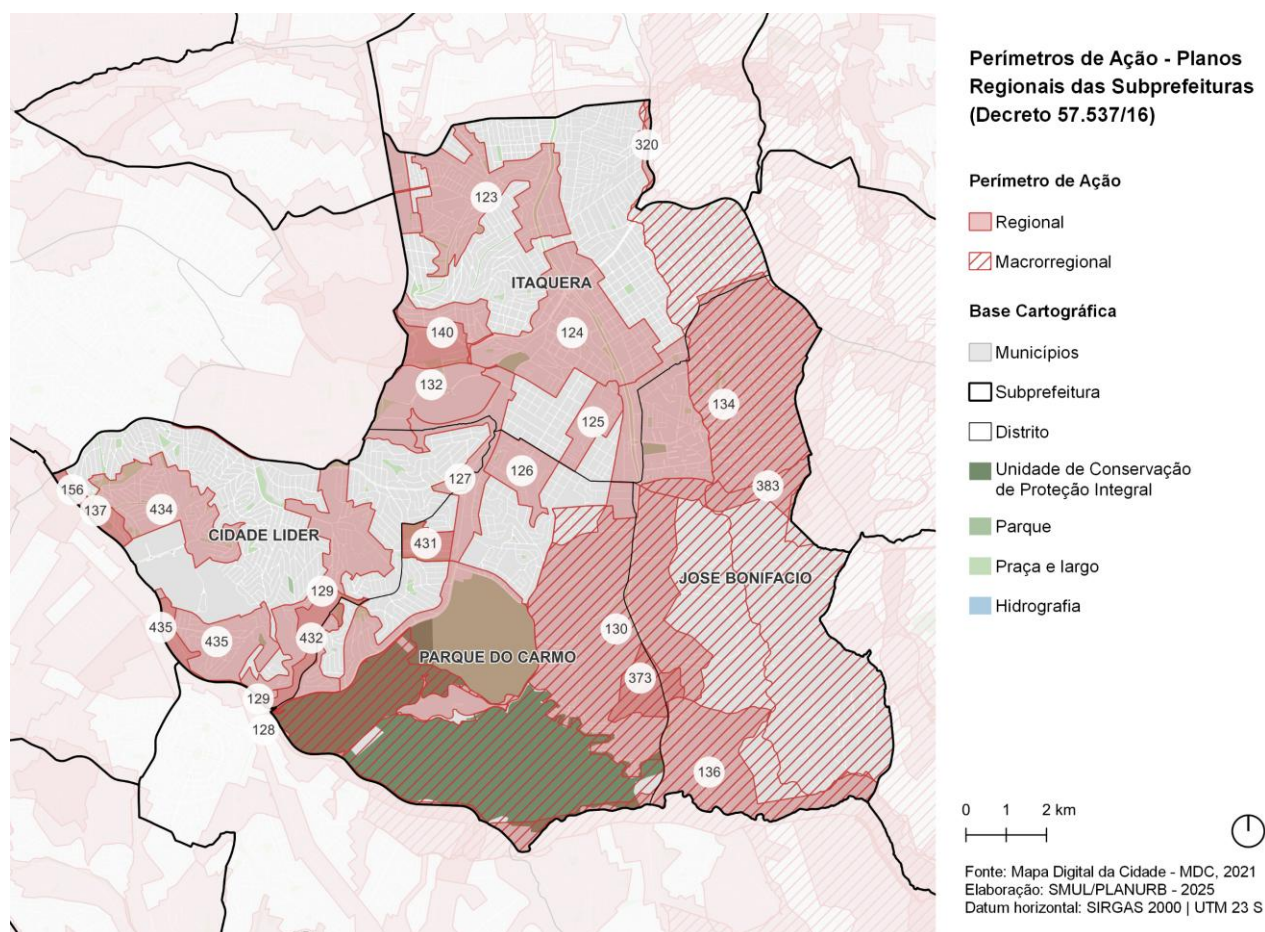 320
123
ITAQUERA
140
124
132
134
125
127
126
383
156
137
434
CIDADE LIDER
431
JOSE BONIFACIO
129
435
435
432
130
PARQUE DO CARMO
373
129
128
136
Perímetros de Ação - Planos
Regionais das Subprefeituras
(Decreto 57.537/16)
Perímetro de Ação
Regional
Macrorregional
Base Cartográfica
Municípios
Subprefeitura
Distrito
Unidade de Conservação
de Proteção Integral
Parque
Praça e largo
Hidrografia
0 1 2 km
Fonte: Mapa Digital da Cidade - MDC, 2021
Elaboração: SMUL/PLANURB - 2025
Datum horizontal: SIRGAS 2000 | UTM 23 S